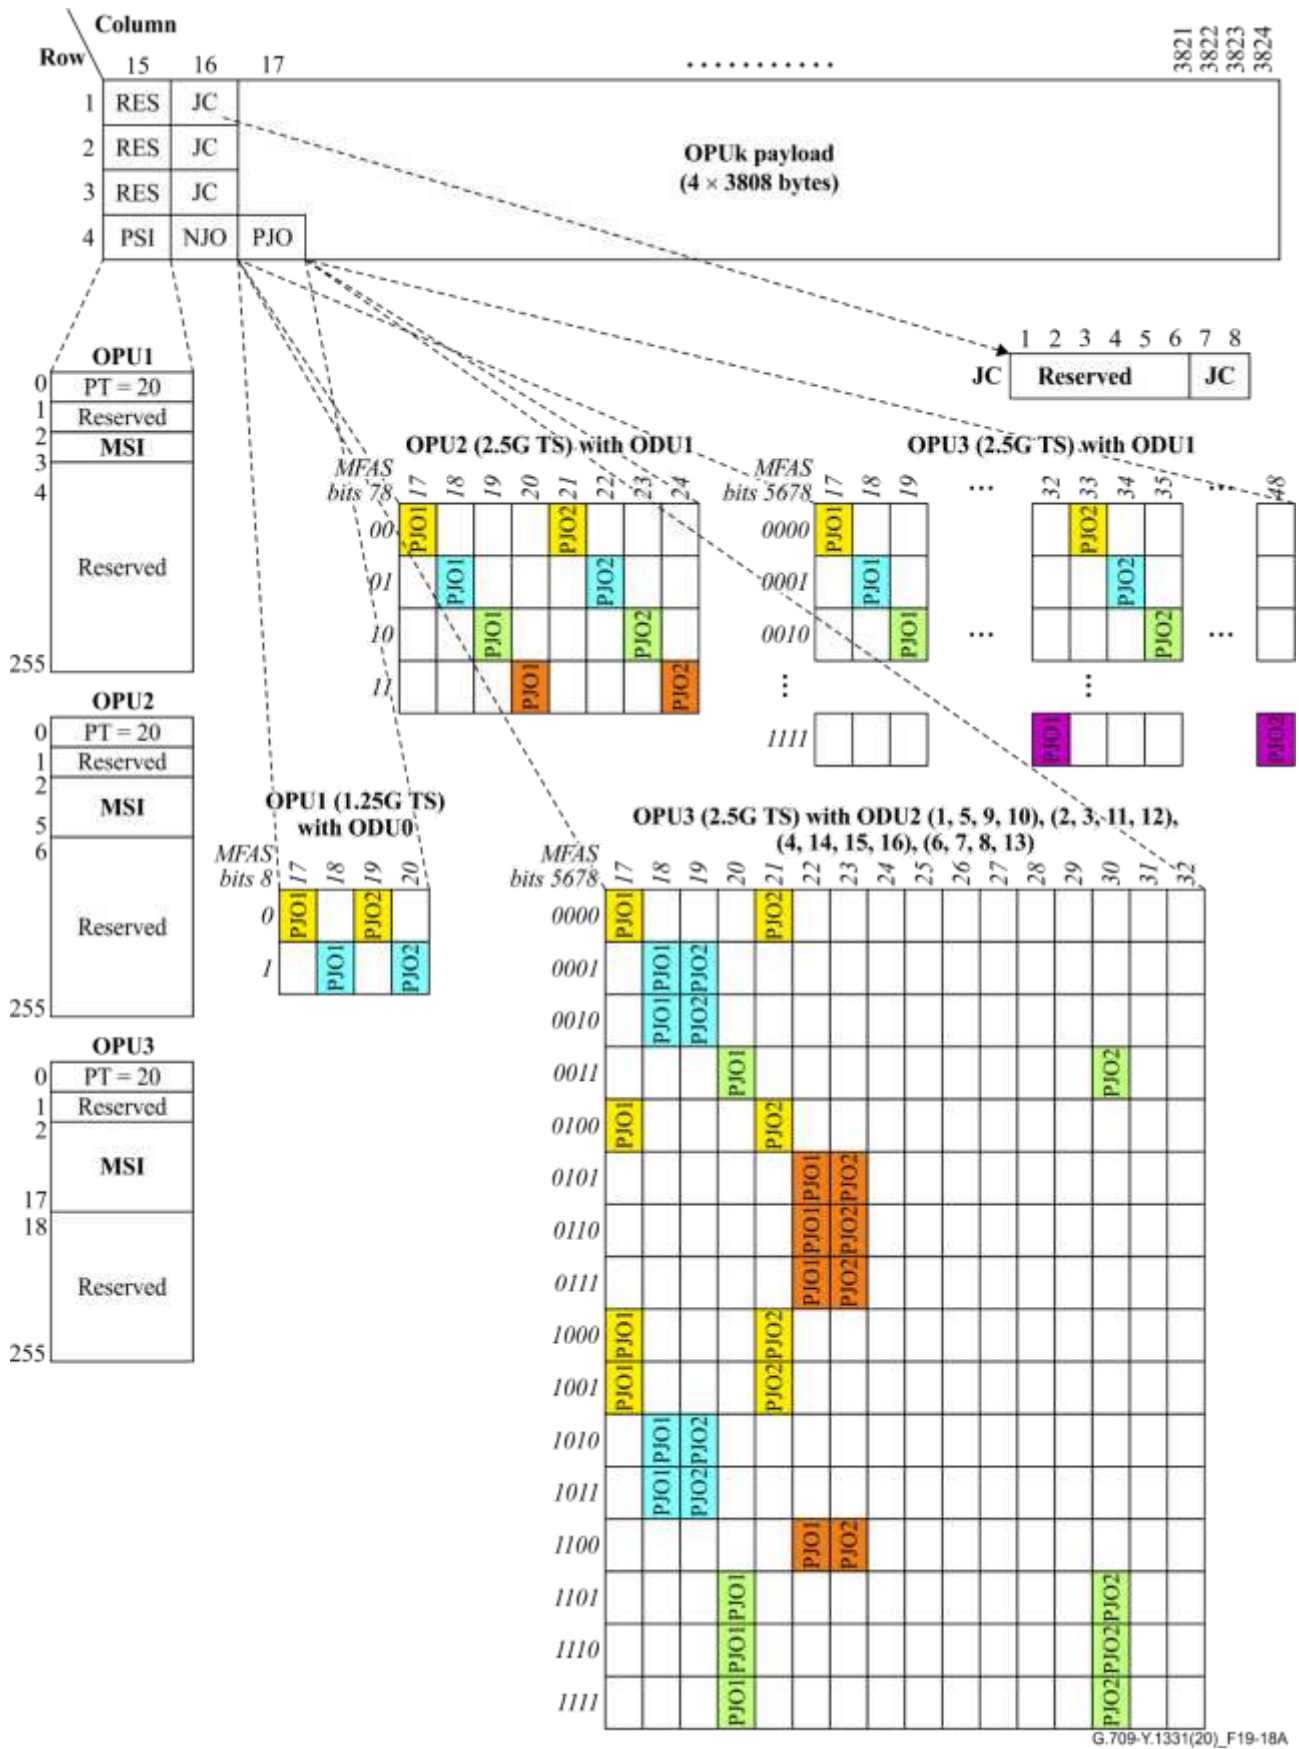 Column
Row 15 16 17 ........... 3821 3822 3823 3824
1 RES JC
2 RES JC
3 RES JC
4 PSI NJO PJO
OPUk payload
(4 × 3808 bytes)
1 2 3 4 5 6 7 8
JC Reserved JC
OPU1
0 PT = 20
1 Reserved
2 MSI
3
4 Reserved
255
OPU2
0 PT = 20
1 Reserved
2 MSI
5
6 Reserved
255
OPU3
0 PT = 20
1 Reserved
2 MSI
17
18 Reserved
255
OPU2 (2.5G TS) with ODU1
MFAS
bits 78 17 18 19 20 21 22 23 24
00 PJO1 PJO2
01 PJO1 PJO2
10 PJO1 PJO2
11 PJO1 PJO2
OPU3 (2.5G TS) with ODU1
MFAS
bits 5678 17 18 19 ... 32 33 34 35 ... 48
0000 PJO1 PJO2
0001 PJO1 PJO2
0010 PJO1 ... PJO2 ...
⋮ ⋮
1111 PJO1 PJO2
OPU1 (1.25G TS)
with ODU0
MFAS
bits 8 17 18 19 20
0 PJO1 PJO2
1 PJO1 PJO2
OPU3 (2.5G TS) with ODU2 (1, 5, 9, 10), (2, 3, 11, 12),
(4, 14, 15, 16), (6, 7, 8, 13)
MFAS
bits 5678 17 18 19 20 21 22 23 24 25 26 27 28 29 30 31 32
0000 PJO1 PJO2
0001 PJO1 PJO2
0010 PJO1 PJO2
0011 PJO1 PJO2
0100 PJO1 PJO2
0101 PJO1 PJO2
0110 PJO1 PJO2
0111 PJO1 PJO2
1000 PJO1 PJO2
1001 PJO1 PJO2
1010 PJO1 PJO2
1011 PJO1 PJO2
1100 PJO1 PJO2
1101 PJO1 PJO2
1110 PJO1 PJO2
1111 PJO1 PJO2
G.709-Y.1331(20)_F19-18A